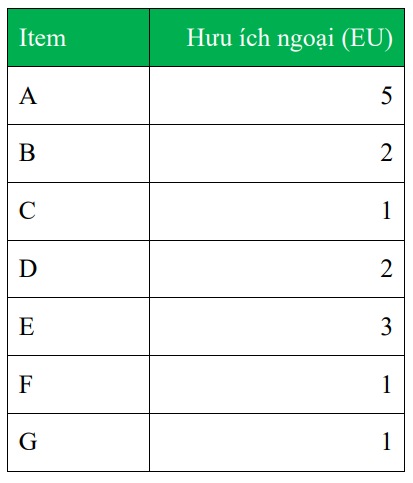 Item Hưu ích ngoại (EU)
A 5
B 2
C 1
D 2
E 3
F 1
G 1